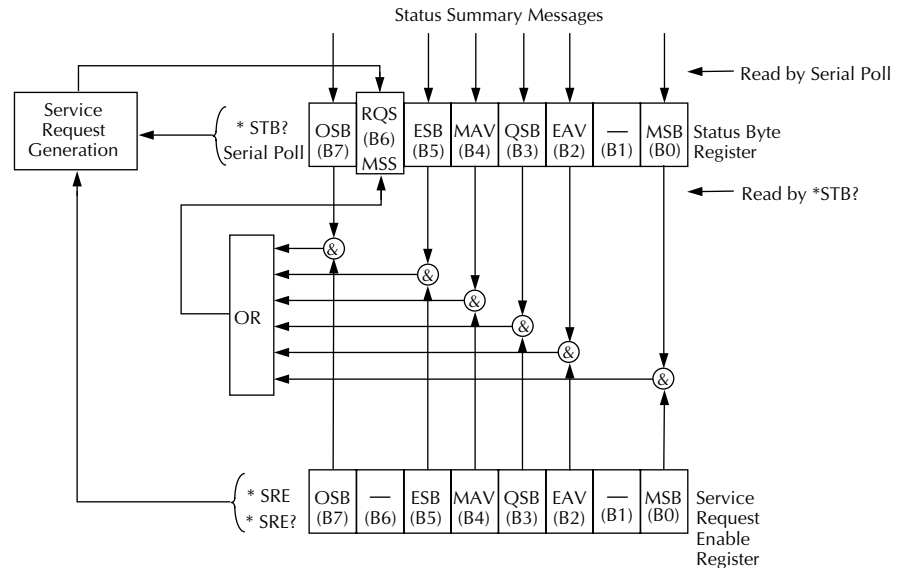 Status Summary Messages
Read by Serial Poll
Service
Request
Generation
* STB?
Serial Poll
OSB
(B7)
RQS
(B6)
MSS
ESB
(B5)
MAV
(B4)
QSB
(B3)
EAV
(B2)
—
(B1)
MSB
(B0)
Status Byte
Register
Read by *STB?
OR
&
&
&
&
&
&
* SRE
* SRE?
OSB
(B7)
—
(B6)
ESB
(B5)
MAV
(B4)
QSB
(B3)
EAV
(B2)
—
(B1)
MSB
(B0)
Service
Request
Enable
Register